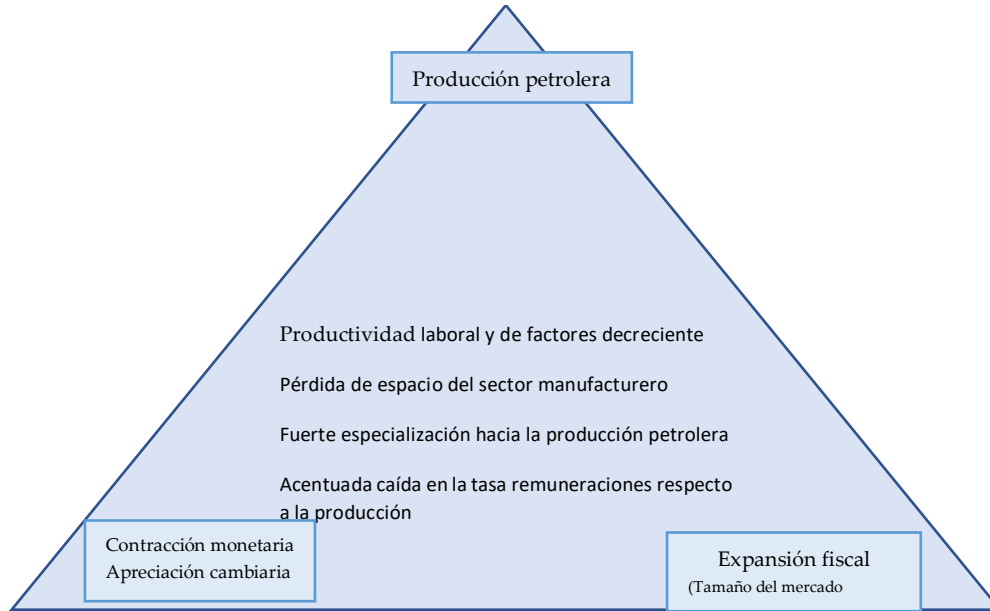 Producción petrolera
Productividad laboral y de factores decreciente
Pérdida de espacio del sector manufacturero
Fuerte especialización hacia la producción petrolera
Acentuada caída en la tasa remuneraciones respecto
a la producción
Contracción monetaria
Apreciación cambiaria
Expansión fiscal
(Tamaño del mercado